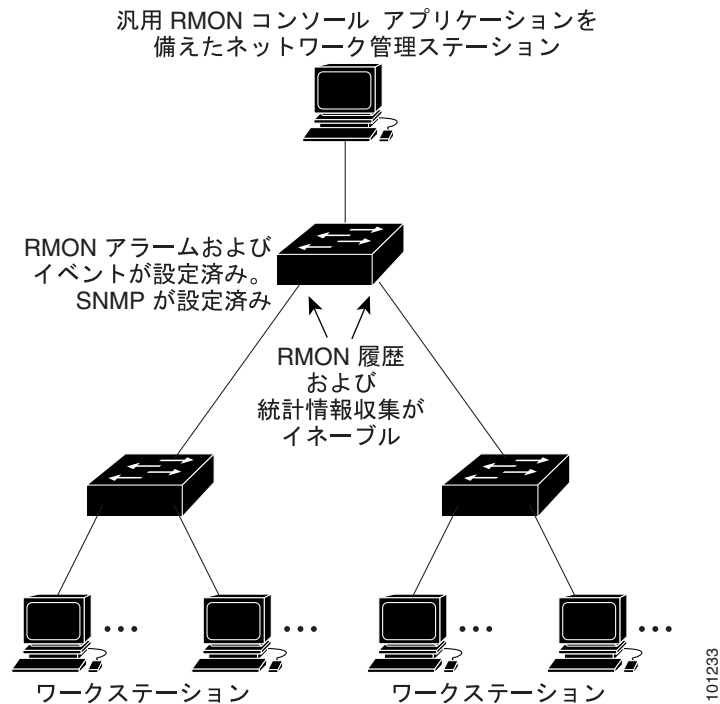 汎用 RMON コンソール アプリケーションを
備えたネットワーク管理ステーション
RMON アラームおよび
イベントが設定済み。
SNMP が設定済み
RMON 履歴
および
統計情報収集が
イネーブル
ワークステーション
ワークステーション
101233